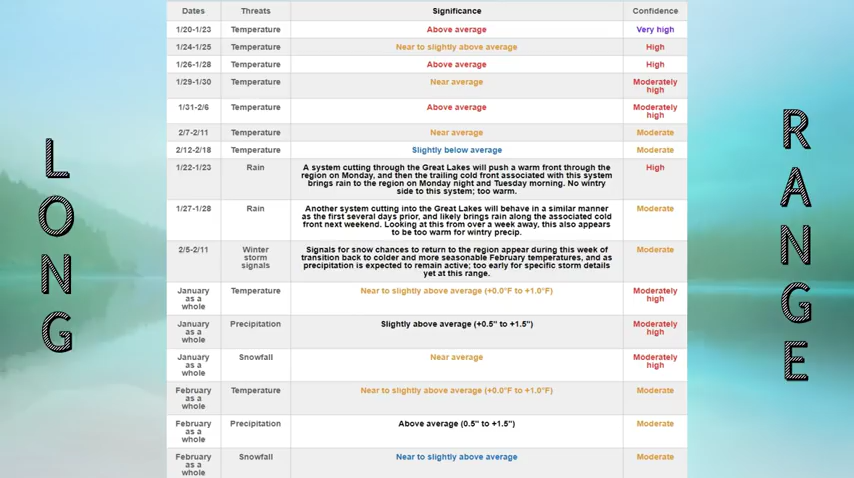 LONG
Dates Threats Significance Confidence
1/20-1/23 Temperature Above average Very high
1/24-1/25 Temperature Near to slightly above average High
1/26-1/28 Temperature Above average High
1/29-1/30 Temperature Near average Moderately
high
1/31-2/6 Temperature Above average Moderately
high
2/7-2/11 Temperature Near average Moderate
2/12-2/18 Temperature Slightly below average Moderate
1/22-1/23 Rain A system cutting through the Great Lakes will push a warm front through the High
region on Monday, and then the trailing cold front associated with this system
brings rain to the region on Monday night and Tuesday morning. No wintry
side to this system; too warm.
1/27-1/28 Rain Another system cutting into the Great Lakes will behave in a similar manner Moderate
as the first several days prior, and likely brings rain along the associated cold
front next weekend. Looking at this from over a week away, this also appears
to be too warm for wintry precip.
2/5-2/11 Winter Signals for snow chances to return to the region appear during this week of Moderate
storm transition back to colder and more seasonable February temperatures, and as
signals precipitation is expected to remain active; too early for specific storm details
yet at this range.
January Temperature Near to slightly above average (+0.0°F to +1.0°F) Moderately
as a high
whole
January Precipitation Slightly above average (+0.5" to +1.5") Moderately
as a high
whole
January Snowfall Near average Moderately
as a high
whole
February Temperature Near to slightly above average (+0.0°F to +1.0°F) Moderate
as a
whole
February Precipitation Above average (0.5" to +1.5") Moderate
as a
whole
February Snowfall Near to slightly above average Moderate
as a
whole
RANGE